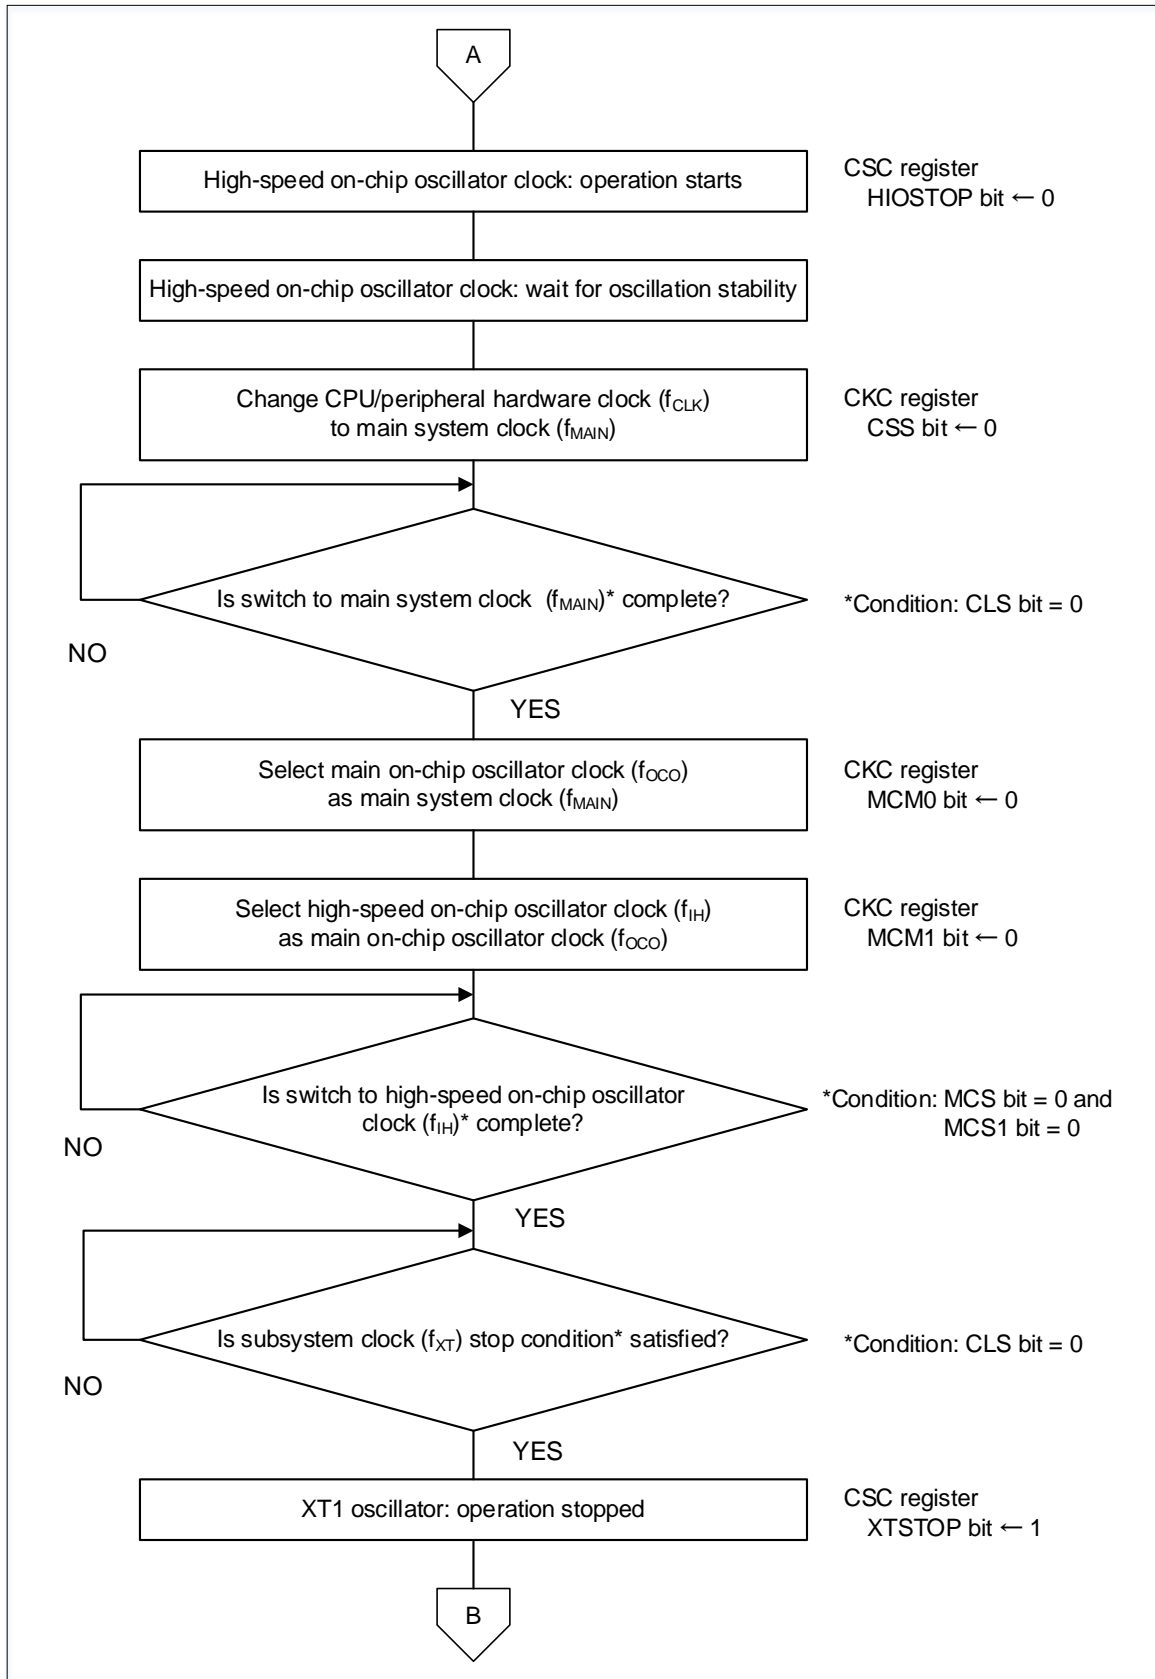 A
High-speed on-chip oscillator clock: operation starts
CSC register
HIOSTOP bit ← 0
High-speed on-chip oscillator clock: wait for oscillation stability
Change CPU/peripheral hardware clock (fCLK)
to main system clock (fMAIN)
CKC register
CSS bit ← 0
Is switch to main system clock (fMAIN)* complete?
*Condition: CLS bit = 0
NO
YES
Select main on-chip oscillator clock (fOCO)
as main system clock (fMAIN)
CKC register
MCM0 bit ← 0
Select high-speed on-chip oscillator clock (fIH)
as main on-chip oscillator clock (fOCO)
CKC register
MCM1 bit ← 0
Is switch to high-speed on-chip oscillator
clock (fIH)* complete?
*Condition: MCS bit = 0 and
MCS1 bit = 0
NO
YES
Is subsystem clock (fXT) stop condition* satisfied?
*Condition: CLS bit = 0
NO
YES
XT1 oscillator: operation stopped
CSC register
XTSTOP bit ← 1
B